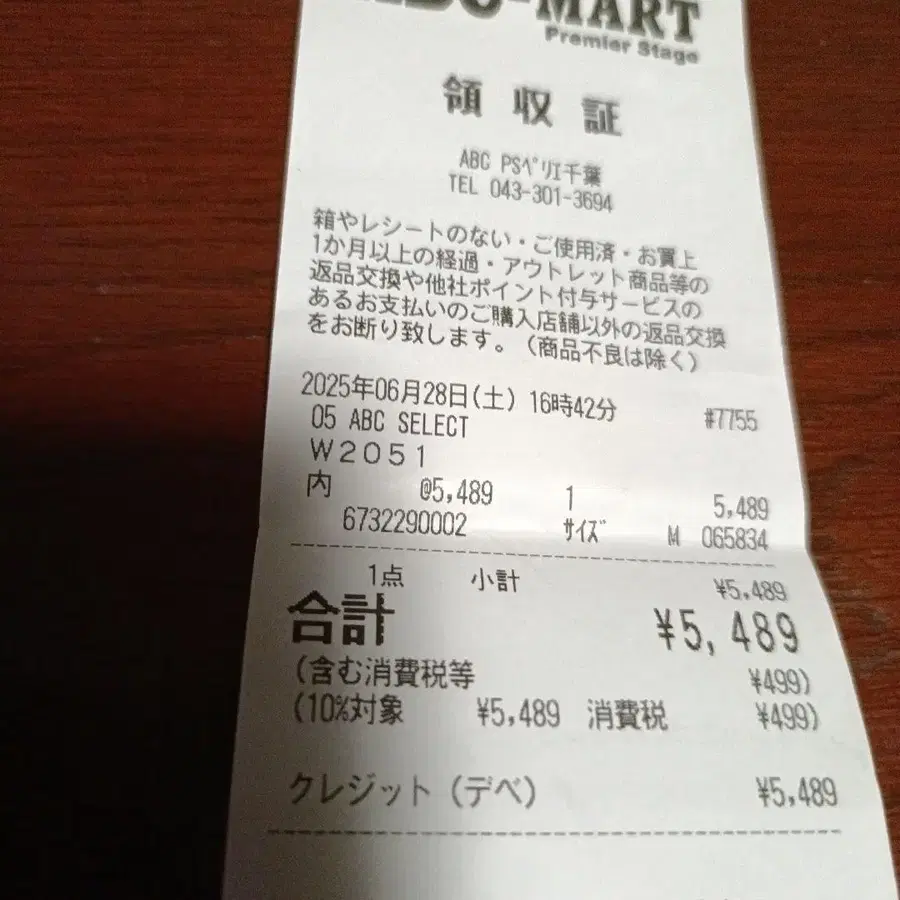 -MART
Premier Stage
領収証
ABC PSペリエ千葉
TEL 043-301-3694
箱やレシートのない・ご使用済・お買上
1か月以上の経過・アウトレット商品等の
返品交換や他社ポイント付与サービスの
あるお支払いのご購入店舗以外の返品交換
をお断り致します。（商品不良は除く）
2025年06月28日(土) 16時42分 #7755
05 ABC SELECT
W2051
内 @5,489 1 5,489
6732290002 サイズ M 065834
1点 小計 ¥5,489
合計 ¥5,489
(含む消費税等 ¥499)
(10%対象 ¥5,489 消費税 ¥499)
クレジット（デベ） ¥5,489